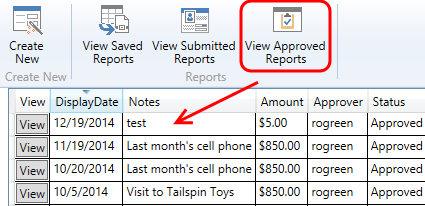 Create New
View Saved Reports
View Submitted Reports
View Approved Reports
Create New
Reports
View DisplayDate Notes Amount Approver Status
View 12/19/2014 test $5.00 rogreen Approved
View 11/19/2014 Last month's cell phone $850.00 rogreen Approved
View 10/20/2014 Last month's cell phone $850.00 rogreen Approved
View 10/5/2014 Visit to Tailspin Toys $850.00 rogreen Approved